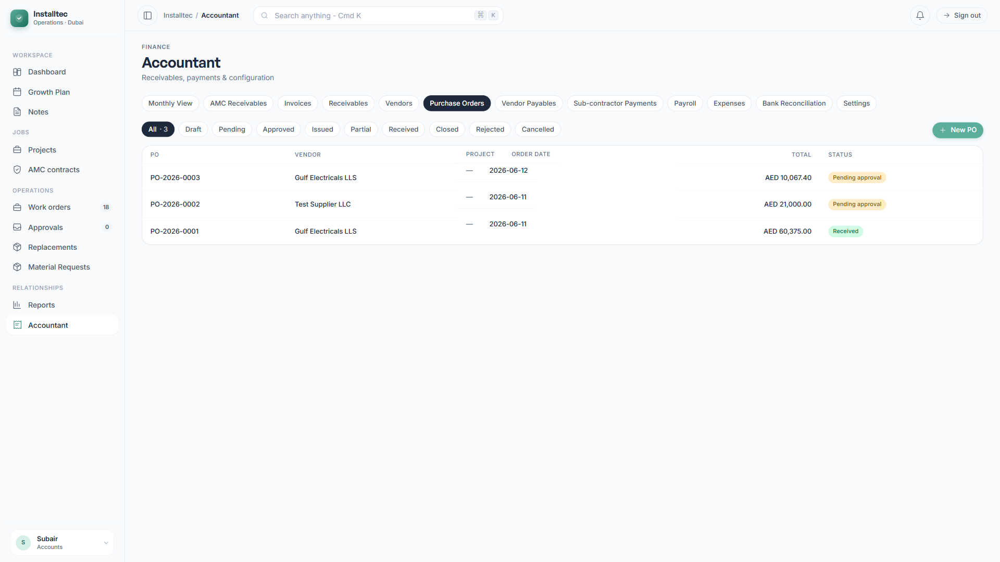 Installtec
Operations · Dubai
Installtec / Accountant
Search anything - Cmd K
⌘ K
Sign out
WORKSPACE
Dashboard
Growth Plan
Notes
JOBS
Projects
AMC contracts
OPERATIONS
Work orders 18
Approvals 0
Replacements
Material Requests
RELATIONSHIPS
Reports
Accountant
Subair
Accounts
S
FINANCE
Accountant
Receivables, payments & configuration
Monthly View AMC Receivables Invoices Receivables Vendors Purchase Orders Vendor Payables Sub-contractor Payments Payroll Expenses Bank Reconciliation Settings
All · 3 Draft Pending Approved Issued Partial Received Closed Rejected Cancelled
+ New PO
PO VENDOR PROJECT ORDER DATE TOTAL STATUS
PO-2026-0003 Gulf Electricals LLS — 2026-06-12 AED 10,067.40 Pending approval
PO-2026-0002 Test Supplier LLC — 2026-06-11 AED 21,000.00 Pending approval
PO-2026-0001 Gulf Electricals LLS — 2026-06-11 AED 60,375.00 Received